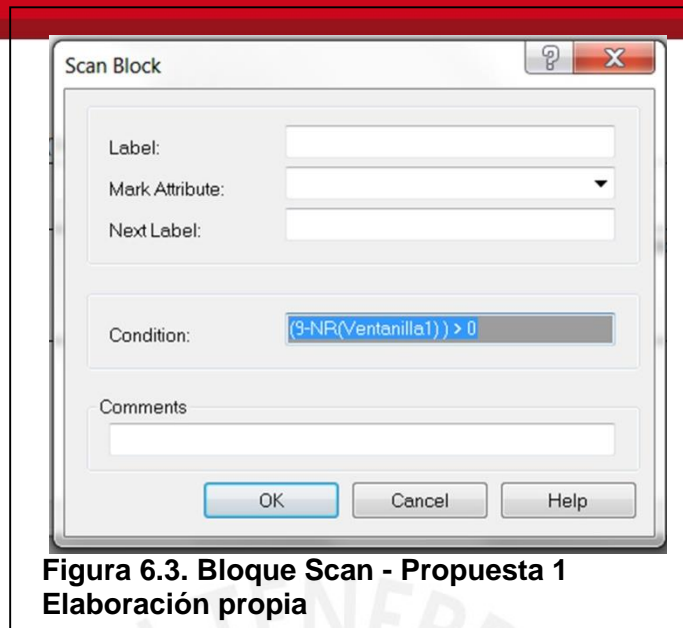 Scan Block
Label:
Mark Attribute:
Next Label:
Condition: (9-NR(Ventanilla1) ) > 0
Comments
OK Cancel Help
Figura 6.3. Bloque Scan - Propuesta 1
Elaboración propia